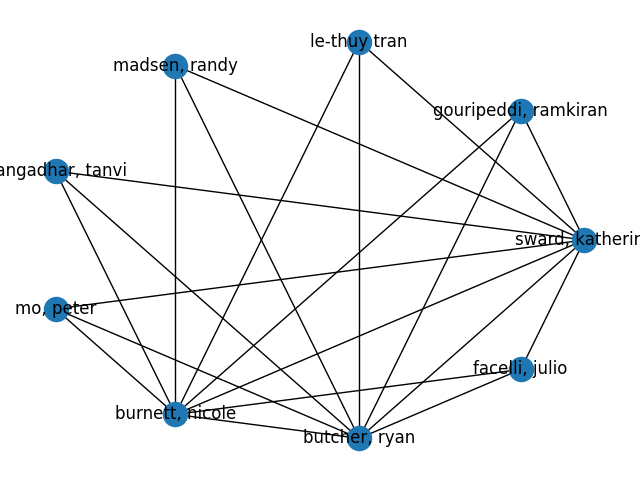 le-thuy tran
madsen, randy
gouripeddi, ramkiran
angadhar, tanvi
sward, katherin
mo, peter
facelli, julio
burnett, nicole
butcher, ryan